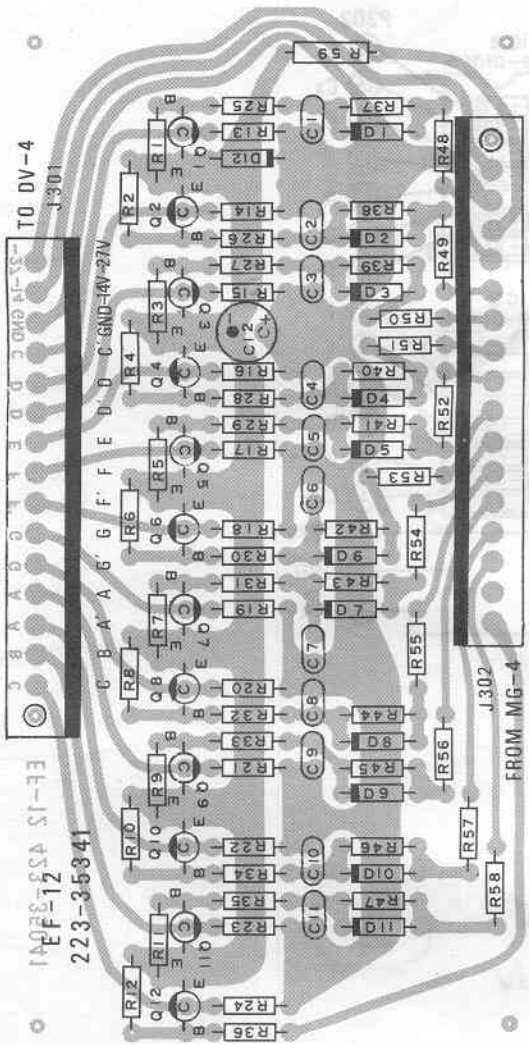 R59
TO DV-4
J301
-27 -14 GND C D D E F F G G A A B C
C B A' A G' G F' F E D' D C' GND -14V -27V
B R25 R37
R1 C Q1 R13 C1 D1 R48
E D12
R2 Q2 E C R14 C2 R38
B R26 D2 R49
B R27 R39
R3 C Q3 R15 C3 D3
E R50
C12 - C+
R51
R4 Q4 E C R16 C4 R40
B R28 D4 R52
B R29 R41
R5 C Q5 R17 C5 D5
E C6 R53
R6 Q6 E C R18 R42 R54
B R30 D6
B R31 R43
R7 C Q7 R19 D7
E C7 R55
R8 Q8 E C R20 C8
B R32 R44
B R33 D8 R56
R9 C Q9 R21 C9 R45
E D9
R10 Q10 E C R22 C10 R46 R57
B R34 D10
B R35 R47 R58
R11 C Q11 R23 C11 D11
E
R12 Q12 E C R24
B R36
J302
FROM MG-4
EF-12 423-35041
EF-12
223-35341